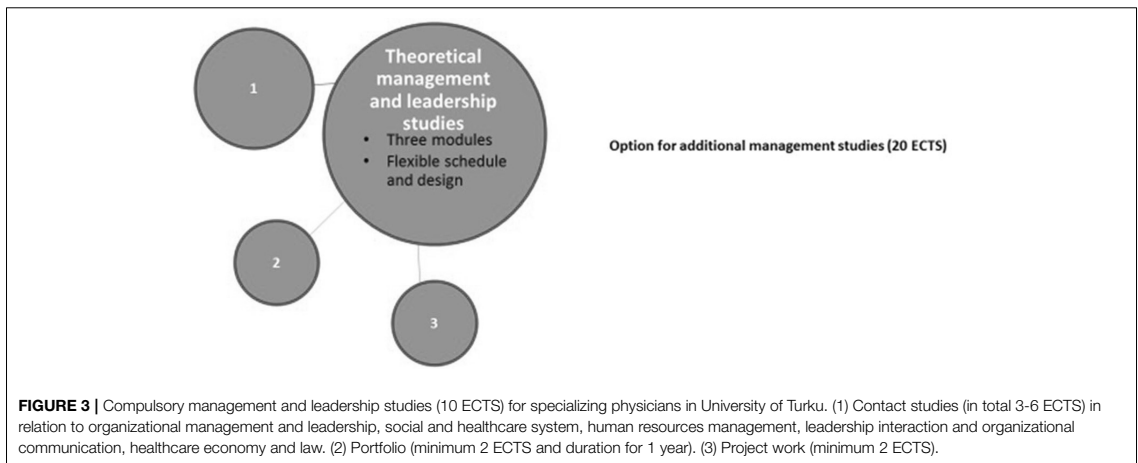 Theoretical
management
and leadership
studies
• Three modules
• Flexible schedule
and design
1
2
3
Option for additional management studies (20 ECTS)
FIGURE 3 | Compulsory management and leadership studies (10 ECTS) for specializing physicians in University of Turku. (1) Contact studies (in total 3-6 ECTS) in
relation to organizational management and leadership, social and healthcare system, human resources management, leadership interaction and organizational
communication, healthcare economy and law. (2) Portfolio (minimum 2 ECTS and duration for 1 year). (3) Project work (minimum 2 ECTS).